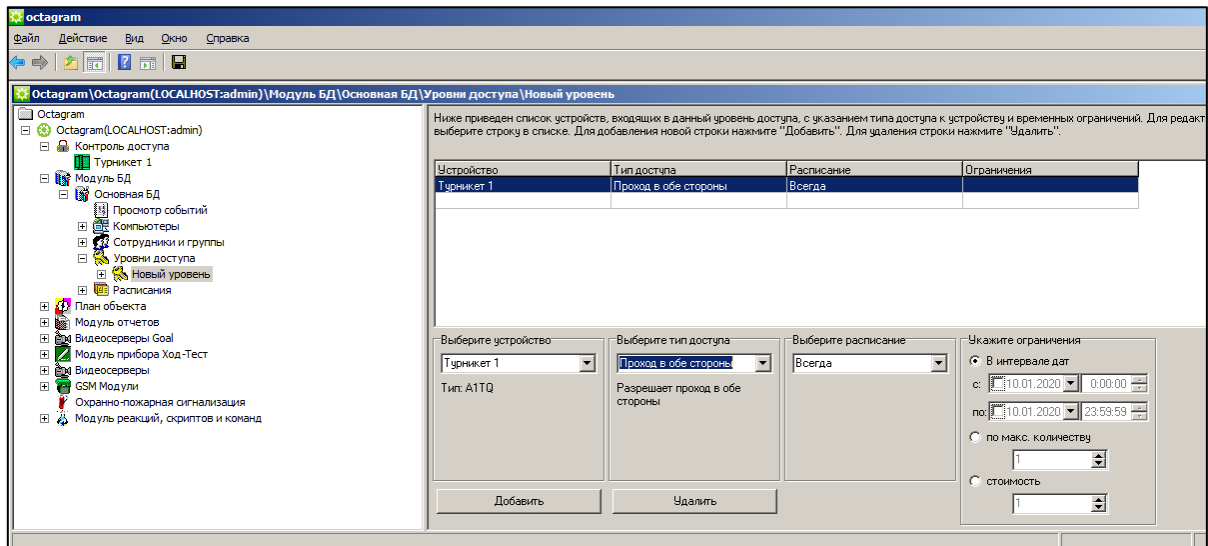 octagram
Файл Действие Вид Окно Справка
Octagram\Octagram(LOCALHOST:admin)\Модуль БД\Основная БД\Уровни доступа\Новый уровень
Octagram
Octagram(LOCALHOST:admin)
Контроль доступа
Турникет 1
Модуль БД
Основная БД
Просмотр событий
Компьютеры
Сотрудники и группы
Уровни доступа
Новый уровень
Расписания
План объекта
Модуль отчетов
Видеосерверы Goal
Модуль прибора Ход-Тест
Видеосерверы
GSM Модули
Охранно-пожарная сигнализация
Модуль реакций, скриптов и команд
Ниже приведен список устройств, входящих в данный уровень доступа, с указанием типа доступа к устройству и временных ограничений. Для редакт
выберите строку в списке. Для добавления новой строки нажмите "Добавить". Для удаления строки нажмите "Удалить".
Устройство Тип доступа Расписание Ограничения
Турникет 1 Проход в обе стороны Всегда
Выберите устройство
Турникет 1
Тип: A1TQ
Выберите тип доступа
Проход в обе стороны
Разрешает проход в обе
стороны
Выберите расписание
Всегда
Укажите ограничения
В интервале дат
с: 10.01.2020 0:00:00
по: 10.01.2020 23:59:59
по макс. количеству
1
стоимость
1
Добавить Удалить